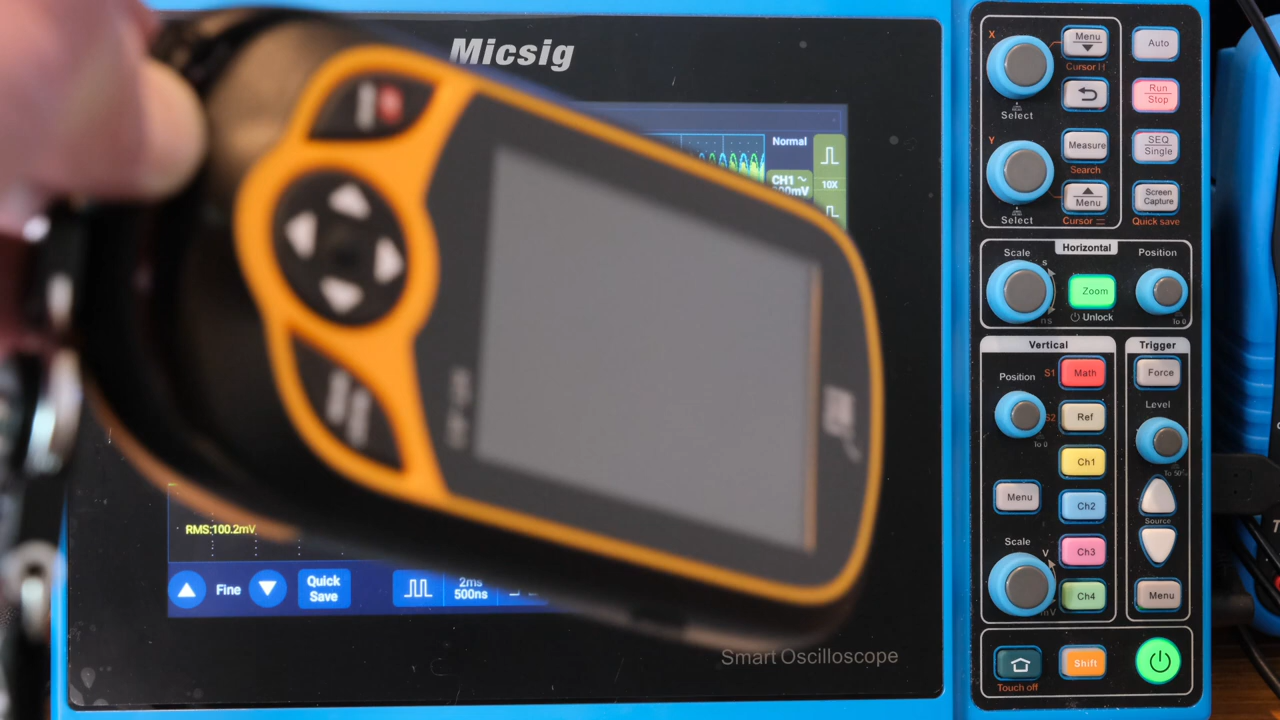 Micsig
Normal
CH1
10X
RMS:100.2mV
Fine
Quick
Save
2ms
500ns
Smart Oscilloscope
X
Menu
Cursor
Auto
Select
Run
Stop
Y
Measure
Search
SEQ
Single
Select
Menu
Cursor
Screen
Capture
Quick save
Horizontal
Scale
s
ns
Zoom
Unlock
Position
To 0
Vertical
Position
To 0
S1
Math
S2
Ref
Ch1
Menu
Ch2
Scale
V
mV
Ch3
Ch4
Trigger
Force
Level
To 50%
Source
Menu
Touch off
Shift